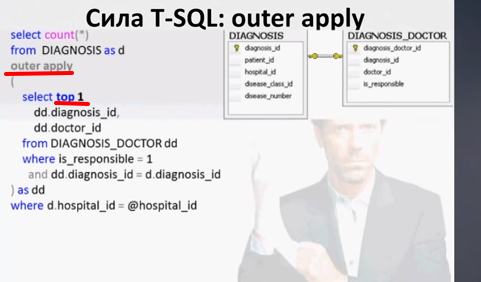 Сила T-SQL: outer apply
select count(*)
from DIAGNOSIS as d
outer apply
(
select top 1
dd.diagnosis_id,
dd.doctor_id
from DIAGNOSIS_DOCTOR dd
where is_responsible = 1
and dd.diagnosis_id = d.diagnosis_id
) as dd
where d.hospital_id = @hospital_id
DIAGNOSIS
diagnosis_id
patient_id
hospital_id
disease_class_id
disease_number
DIAGNOSIS_DOCTOR
diagnosis_doctor_id
diagnosis_id
doctor_id
is_responsible